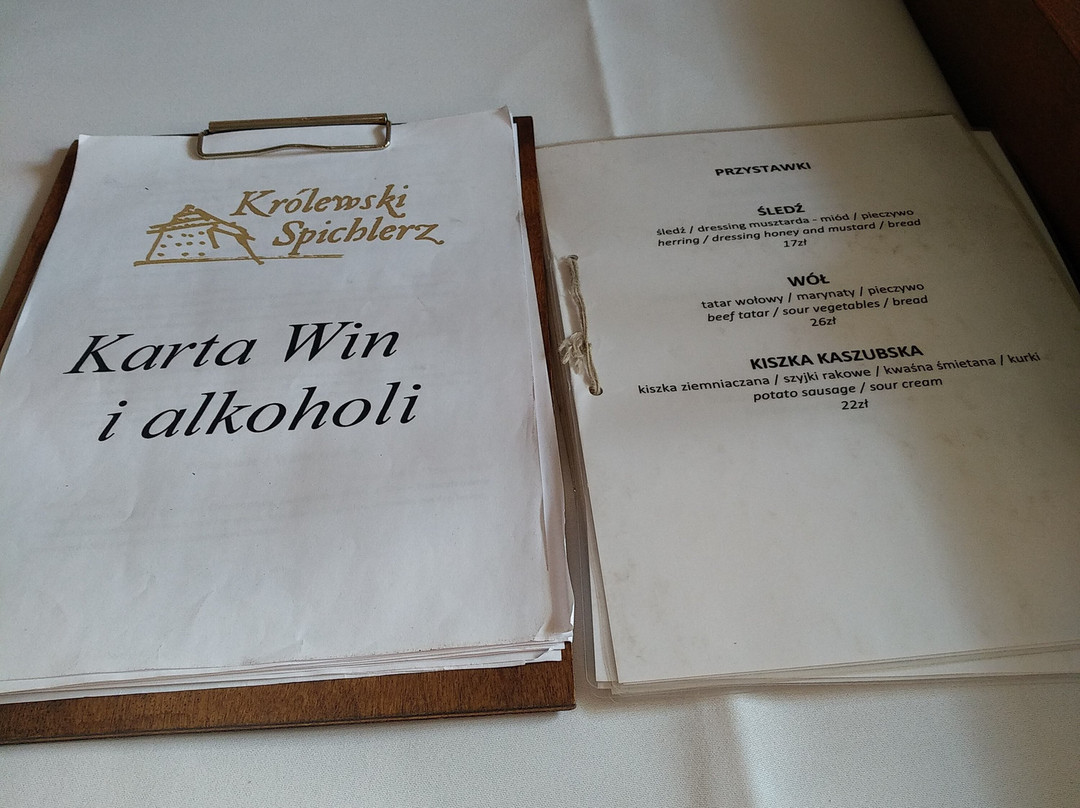 Królewski
Spichlerz
Karta Win
i alkoholi
PRZYSTAWKI
ŚLEDŹ
śledź / dressing musztarda - miód / pieczywo
herring / dressing honey and mustard / bread
17zł
WÓŁ
tatar wołowy / marynaty / pieczywo
beef tatar / sour vegetables / bread
26zł
KISZKA KASZUBSKA
kiszka ziemniaczana / szyjki rakowe / kwaśna śmietana / kurki
potato sausage / sour cream
22zł